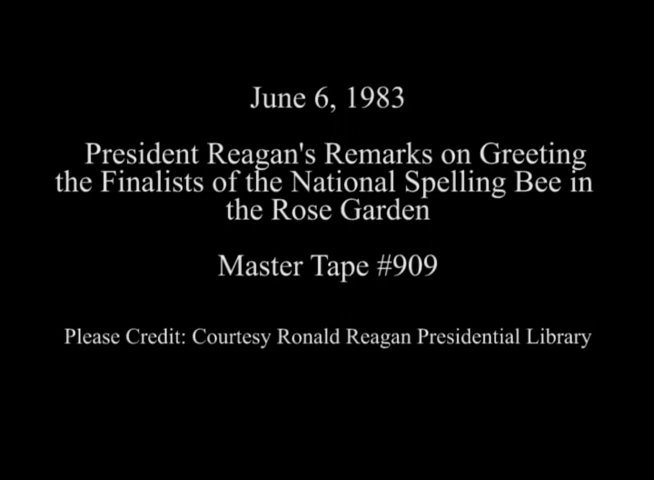 June 6, 1983
President Reagan's Remarks on Greeting
the Finalists of the National Spelling Bee in
the Rose Garden
Master Tape #909
Please Credit: Courtesy Ronald Reagan Presidential Library